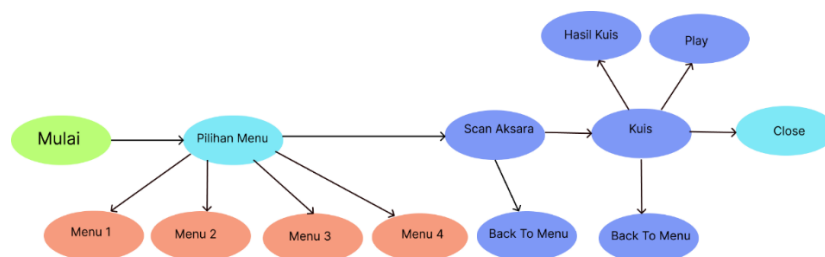 Hasil Kuis
Play
Mulai
Pilihan Menu
Scan Aksara
Kuis
Close
Menu 1
Menu 2
Menu 3
Menu 4
Back To Menu
Back To Menu